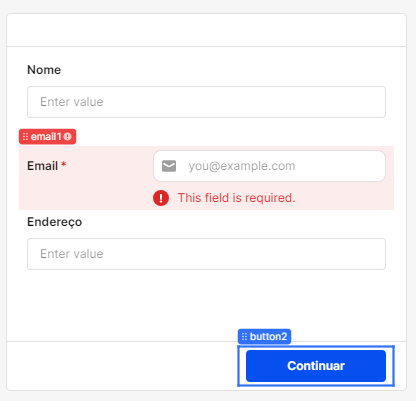 Nome
Enter value
email1
Email *
you@example.com
This field is required.
Endereço
Enter value
button2
Continuar